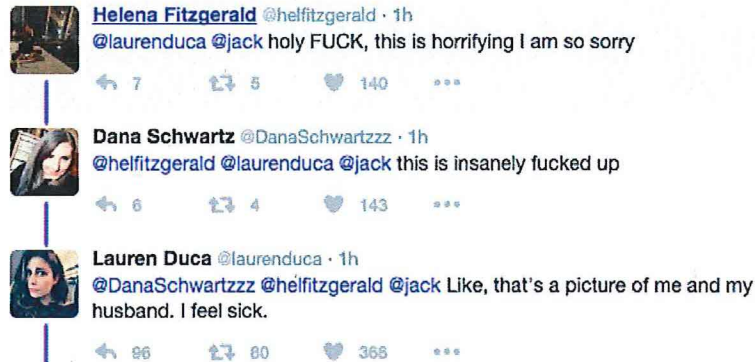 Helena Fitzgerald @helfitzgerald · 1h
@laurenduca @jack holy FUCK, this is horrifying I am so sorry
7 5 140
Dana Schwartz @DanaSchwartzzz · 1h
@helfitzgerald @laurenduca @jack this is insanely fucked up
6 4 143
Lauren Duca @laurenduca · 1h
@DanaSchwartzzz @helfitzgerald @jack Like, that's a picture of me and my
husband. I feel sick.
96 80 368